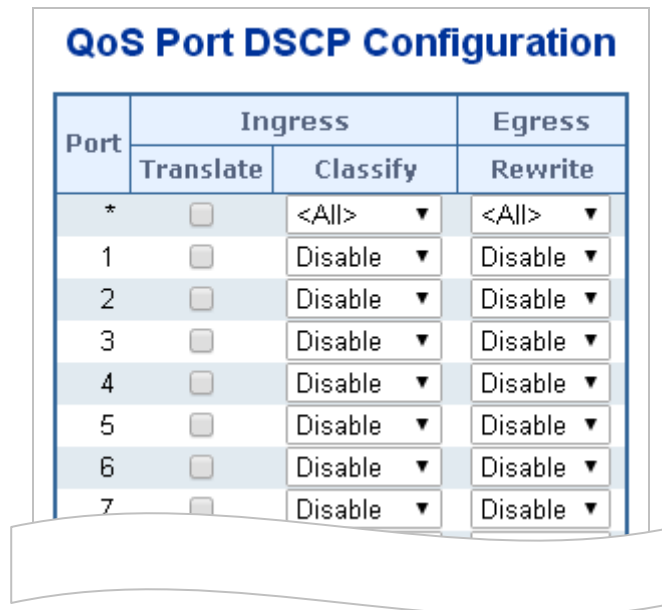 QoS Port DSCP Configuration
Port Ingress Egress
Translate Classify Rewrite
* <All> <All>
1 Disable Disable
2 Disable Disable
3 Disable Disable
4 Disable Disable
5 Disable Disable
6 Disable Disable
7 Disable Disable